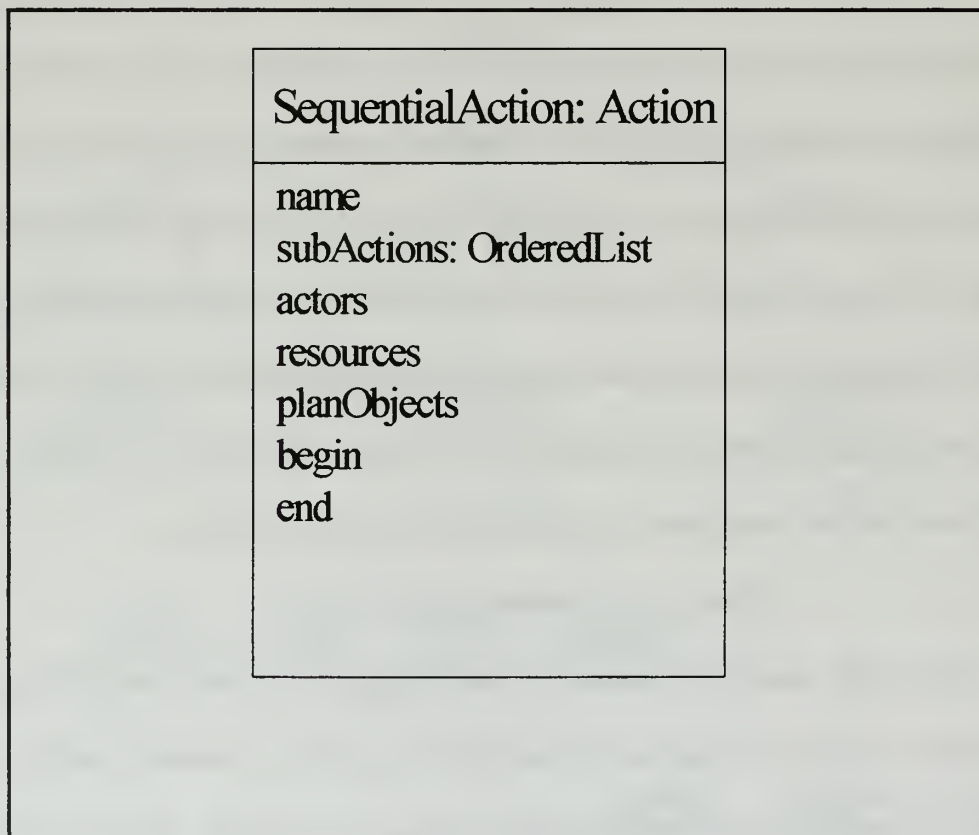 SequentialAction: Action
name
subActions: OrderedList
actors
resources
planObjects
begin
end